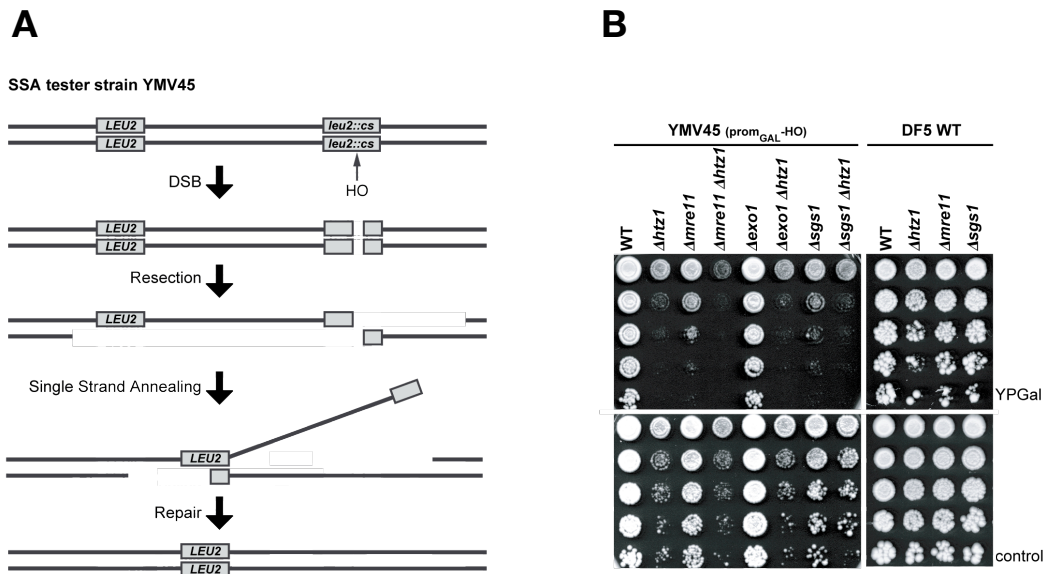 A
SSA tester strain YMV45
LEU2
leu2::cs
LEU2
leu2::cs
DSB
HO
LEU2
LEU2
Resection
LEU2
Single Strand Annealing
LEU2
Repair
LEU2
LEU2
B
YMV45 (promGAL-HO)
DF5 WT
WT
Δhtz1
Δmre11
Δmre11 Δhtz1
Δexo1
Δexo1 Δhtz1
Δsgs1
Δsgs1 Δhtz1
WT
Δhtz1
Δmre11
Δsgs1
YPGal
control